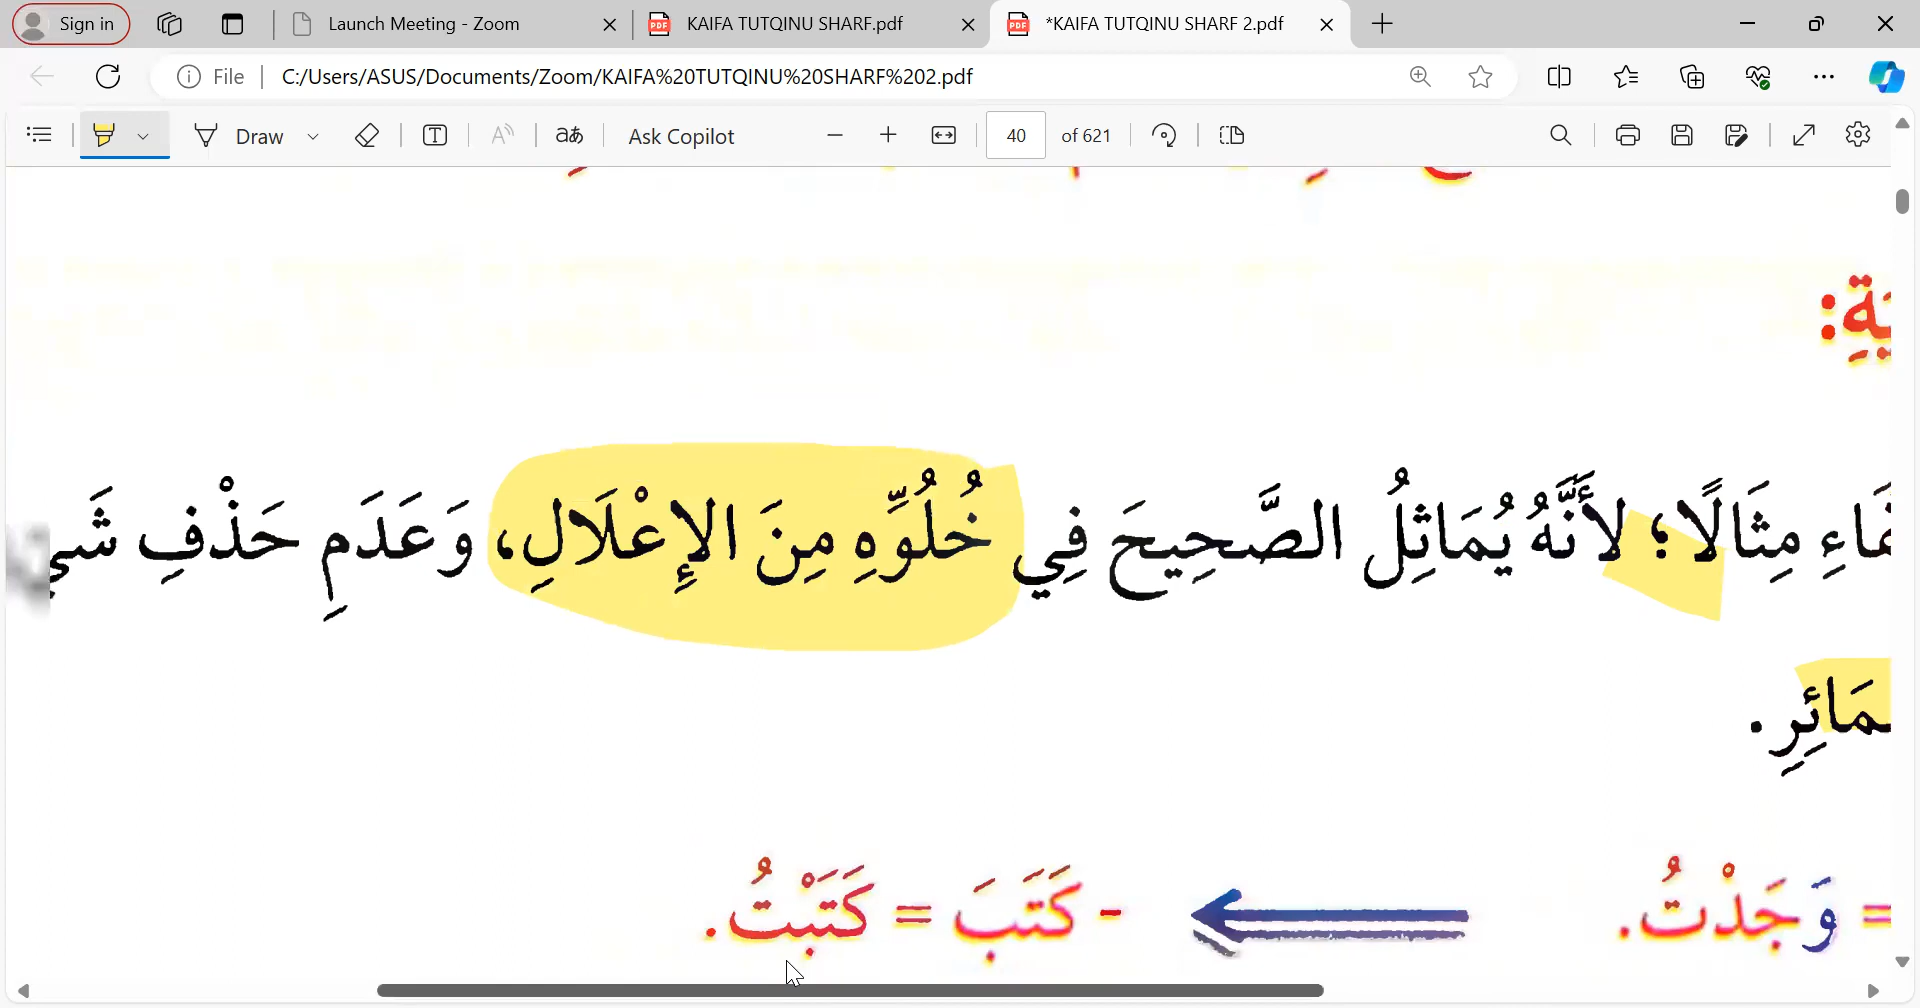 Sign in
Launch Meeting - Zoom
KAIFA TUTQINU SHARF.pdf
*KAIFA TUTQINU SHARF 2.pdf
File
C:/Users/ASUS/Documents/Zoom/KAIFA%20TUTQINU%20SHARF%202.pdf
Draw
Ask Copilot
40 of 621
مِثَالًا؛ لأَنَّهُ يُمَاثِلُ الصَّحِيحَ فِي خُلُوِّهِ مِنَ الإِعْلَالِ، وَعَدَمِ حَذْفِ
= وَجَدْتُ. - كَتَبَ = كَتَبْتُ.